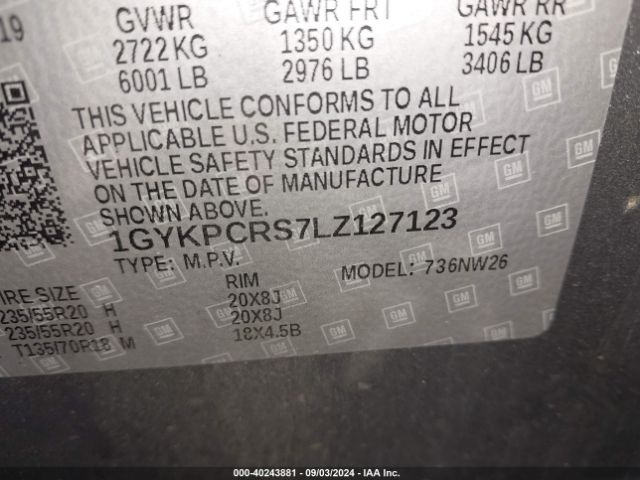 19 GVWR GAWR FRT GAWR RR
2722 KG 1350 KG 1545 KG
6001 LB 2976 LB 3406 LB
THIS VEHICLE CONFORMS TO ALL
APPLICABLE U.S. FEDERAL MOTOR
VEHICLE SAFETY STANDARDS IN EFFECT
ON THE DATE OF MANUFACTURE
SHOWN ABOVE.
1GYKPCRS7LZ127123
TYPE: M.P.V. MODEL: 736NW26
IRE SIZE RIM
235/55R20 H 20X8J
235/55R20 H 20X8J
T135/70R18 M 18X4.5B
GM
000-40243881 - 09/03/2024 - IAA Inc.